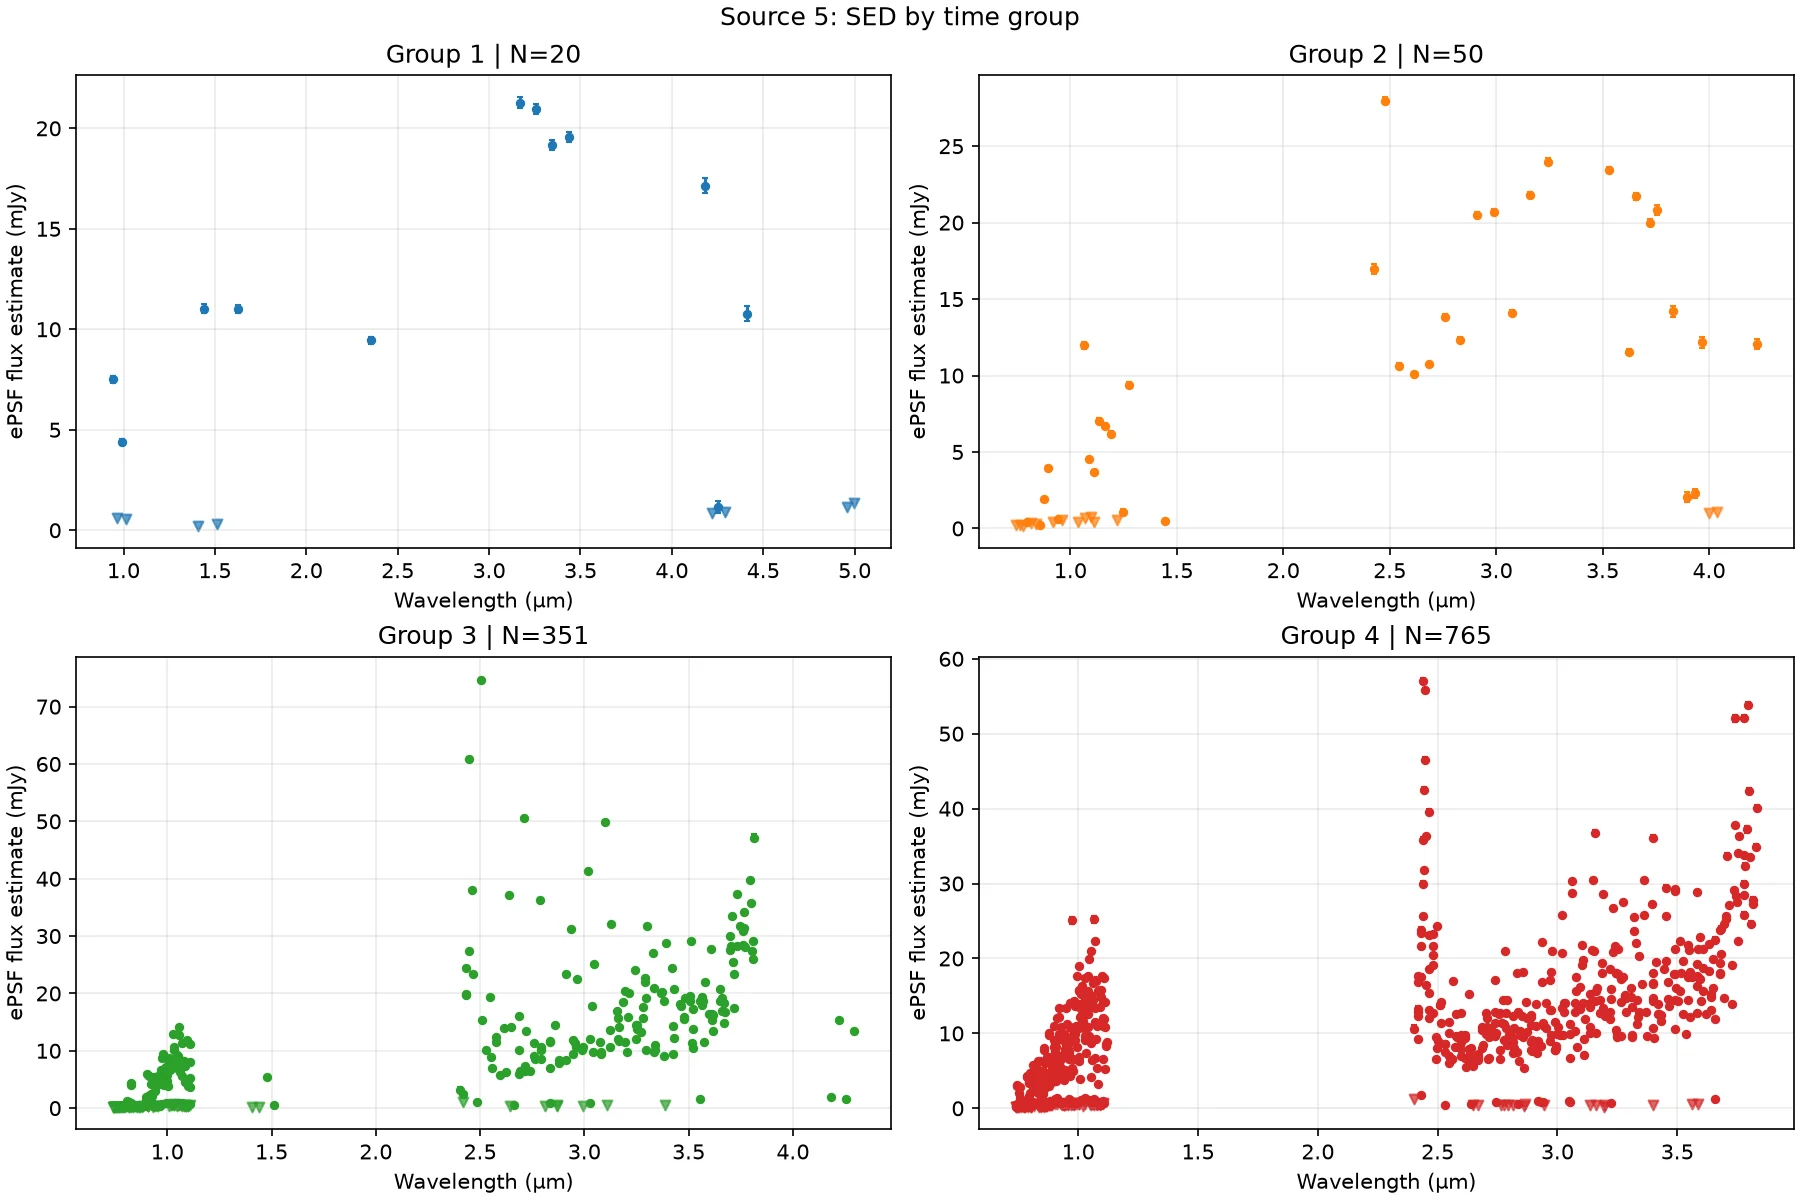 Source 5: SED by time group
Group 1 | N=20
ePSF flux estimate (mJy)
20
15
10
5
0
1.0 1.5 2.0 2.5 3.0 3.5 4.0 4.5 5.0
Wavelength (µm)
Group 2 | N=50
ePSF flux estimate (mJy)
25
20
15
10
5
0
1.0 1.5 2.0 2.5 3.0 3.5 4.0
Wavelength (µm)
Group 3 | N=351
ePSF flux estimate (mJy)
70
60
50
40
30
20
10
0
1.0 1.5 2.0 2.5 3.0 3.5 4.0
Wavelength (µm)
Group 4 | N=765
ePSF flux estimate (mJy)
60
50
40
30
20
10
0
1.0 1.5 2.0 2.5 3.0 3.5
Wavelength (µm)